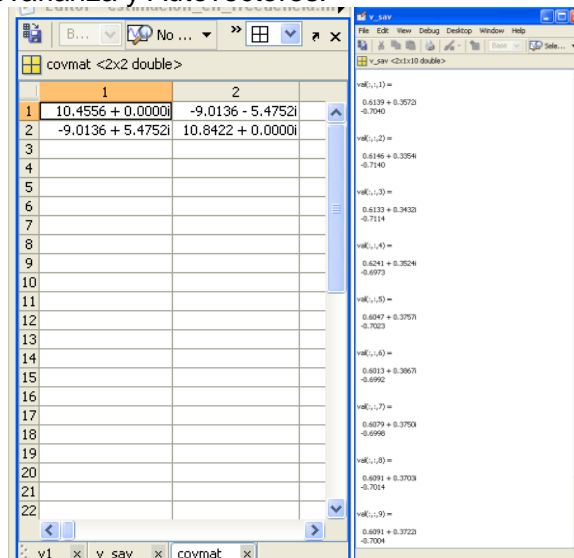 v_sav
File Edit View Debug Desktop Window Help
B... No ... »
Base Sele...
covmat <2x2 double>
v_sav <2x1x10 double>
1 2
1 10.4556 + 0.0000i -9.0136 - 5.4752i
2 -9.0136 + 5.4752i 10.8422 + 0.0000i
3
4
5
6
7
8
9
10
11
12
13
14
15
16
17
18
19
20
21
22
v1 x v_sav x covmat x
val(:,:,1) =
0.6139 + 0.3572i
-0.7040
val(:,:,2) =
0.6146 + 0.3354i
-0.7140
val(:,:,3) =
0.6133 + 0.3432i
-0.7114
val(:,:,4) =
0.6241 + 0.3524i
-0.6973
val(:,:,5) =
0.6047 + 0.3757i
-0.7023
val(:,:,6) =
0.6013 + 0.3867i
-0.6992
val(:,:,7) =
0.6079 + 0.3750i
-0.6998
val(:,:,8) =
0.6091 + 0.3703i
-0.7014
val(:,:,9) =
0.6091 + 0.3722i
-0.7004